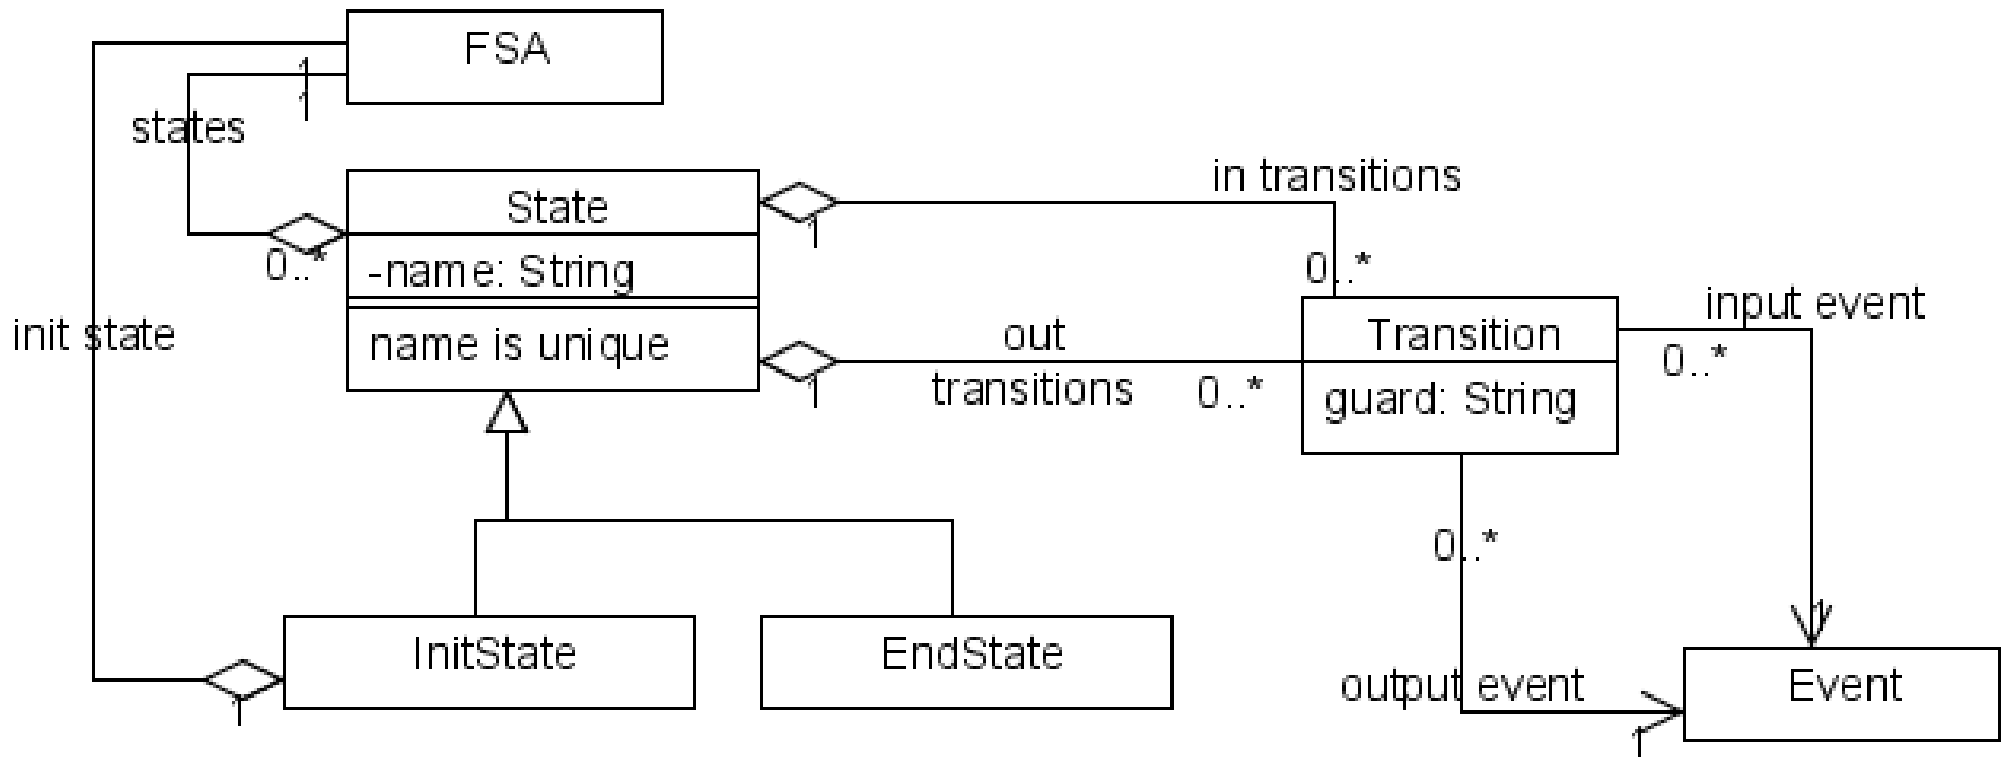 FSA
1
1
states
in transitions
State
1
0..*
-name: String
0..*
input event
init state
name is unique
out
transitions
1
0..*
Transition
0..*
guard: String
0..*
1
InitState
EndState
output event
Event
1
1